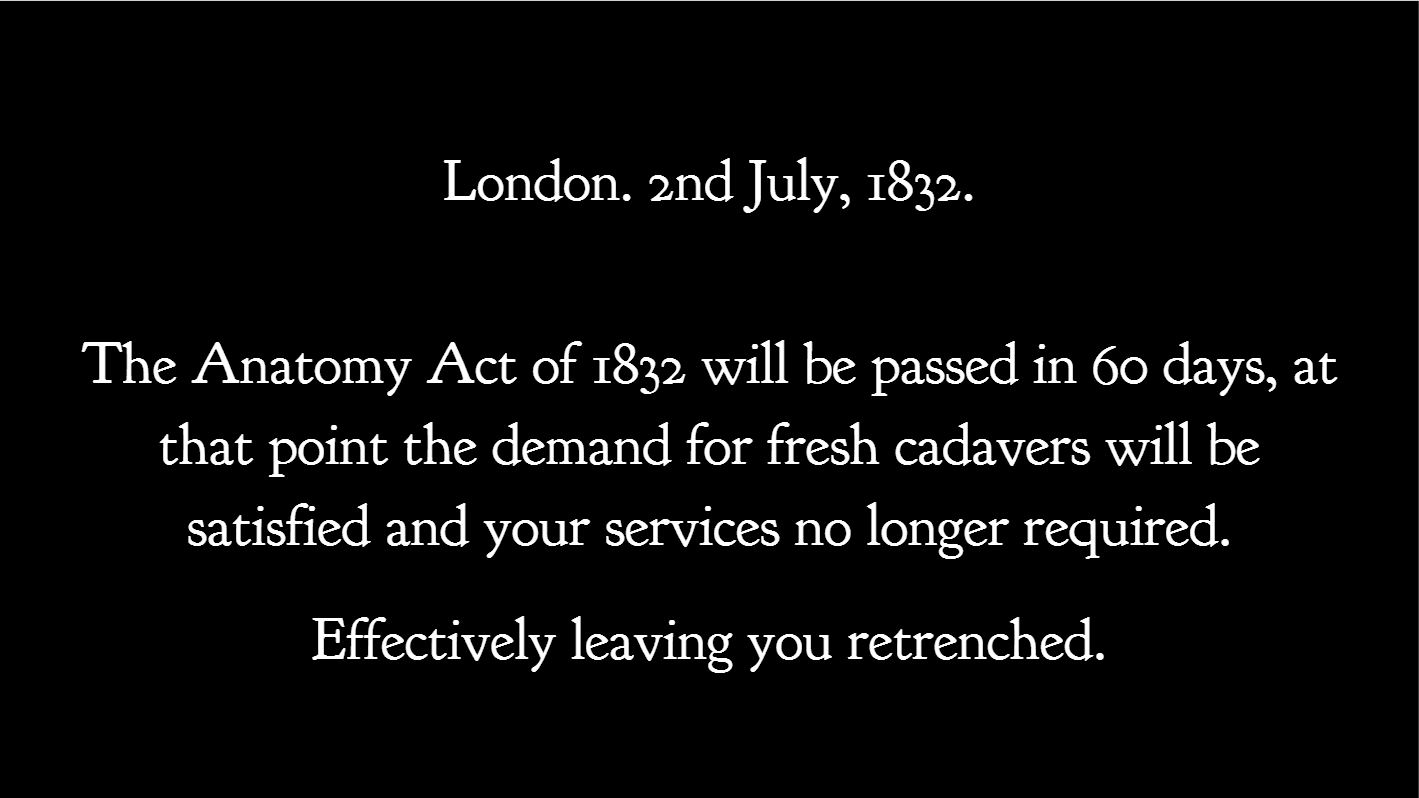 London. 2nd July, 1832.
The Anatomy Act of 1832 will be passed in 60 days, at
that point the demand for fresh cadavers will be
satisfied and your services no longer required.
Effectively leaving you retrenched.